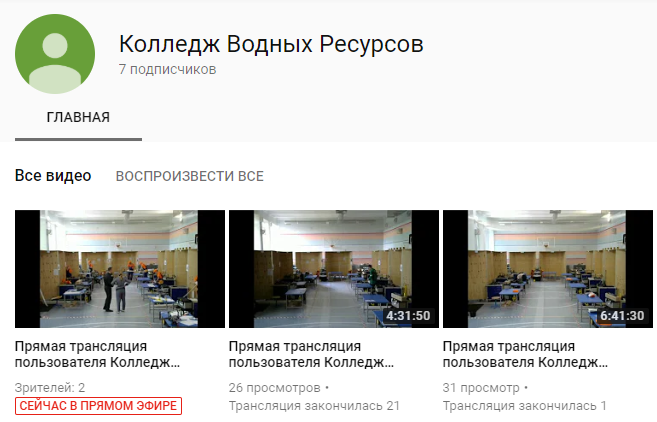 Колледж Водных Ресурсов
7 подписчиков
ГЛАВНАЯ
Все видео ВОСПРОИЗВЕСТИ ВСЕ
4:31:50 6:41:30
Прямая трансляция Прямая трансляция Прямая трансляция
пользователя Колледж... пользователя Колледж... пользователя Колледж...
Зрителей: 2 26 просмотров • 31 просмотр •
СЕЙЧАС В ПРЯМОМ ЭФИРЕ Трансляция закончилась 21 Трансляция закончилась 1